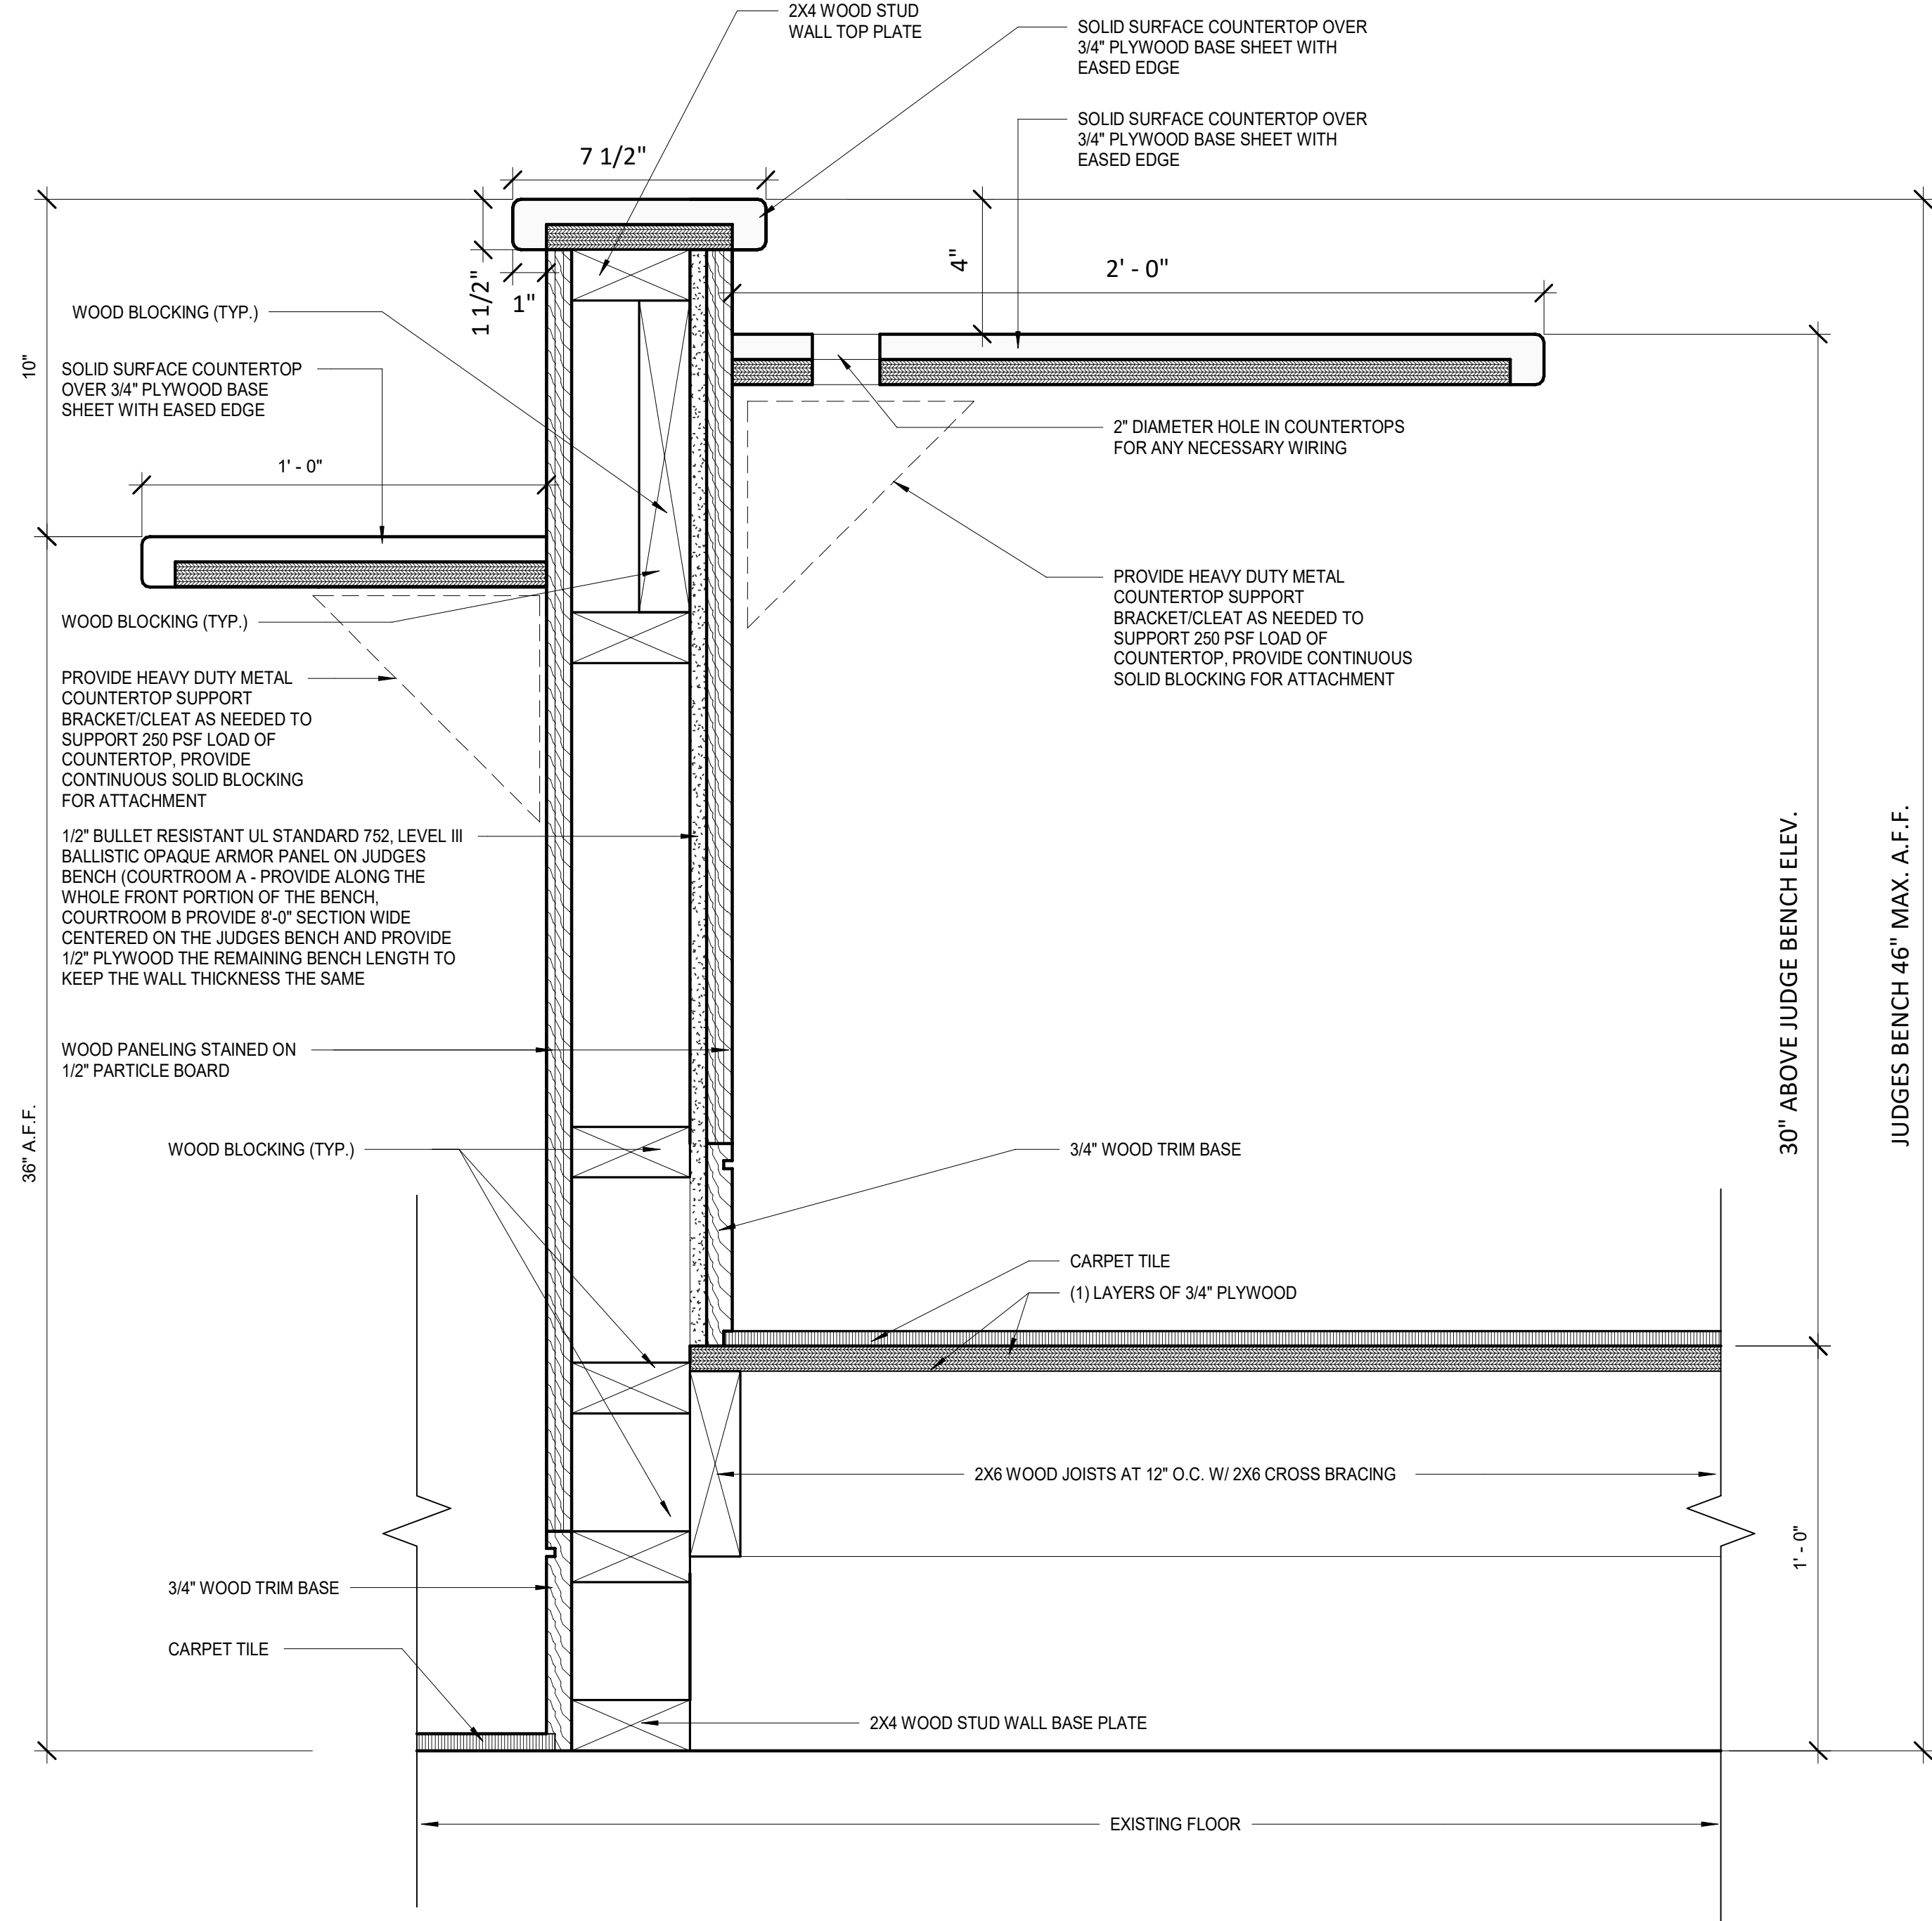 2X4 WOOD STUD
WALL TOP PLATE
SOLID SURFACE COUNTERTOP OVER
3/4" PLYWOOD BASE SHEET WITH
EASED EDGE
SOLID SURFACE COUNTERTOP OVER
3/4" PLYWOOD BASE SHEET WITH
EASED EDGE
7 1/2"
4"
2' - 0"
1 1/2"
1"
WOOD BLOCKING (TYP.)
10"
SOLID SURFACE COUNTERTOP
OVER 3/4" PLYWOOD BASE
SHEET WITH EASED EDGE
2" DIAMETER HOLE IN COUNTERTOPS
FOR ANY NECESSARY WIRING
1' - 0"
PROVIDE HEAVY DUTY METAL
COUNTERTOP SUPPORT
BRACKET/CLEAT AS NEEDED TO
SUPPORT 250 PSF LOAD OF
COUNTERTOP, PROVIDE CONTINUOUS
SOLID BLOCKING FOR ATTACHMENT
WOOD BLOCKING (TYP.)
PROVIDE HEAVY DUTY METAL
COUNTERTOP SUPPORT
BRACKET/CLEAT AS NEEDED TO
SUPPORT 250 PSF LOAD OF
COUNTERTOP, PROVIDE
CONTINUOUS SOLID BLOCKING
FOR ATTACHMENT
1/2" BULLET RESISTANT UL STANDARD 752, LEVEL III
BALLISTIC OPAQUE ARMOR PANEL ON JUDGES
BENCH (COURTROOM A - PROVIDE ALONG THE
WHOLE FRONT PORTION OF THE BENCH,
COURTROOM B PROVIDE 8'-0" SECTION WIDE
CENTERED ON THE JUDGES BENCH AND PROVIDE
1/2" PLYWOOD THE REMAINING BENCH LENGTH TO
KEEP THE WALL THICKNESS THE SAME
30" ABOVE JUDGE BENCH ELEV.
JUDGES BENCH 46" MAX. A.F.F.
WOOD PANELING STAINED ON
1/2" PARTICLE BOARD
36" A.F.F.
WOOD BLOCKING (TYP.)
3/4" WOOD TRIM BASE
CARPET TILE
(1) LAYERS OF 3/4" PLYWOOD
2X6 WOOD JOISTS AT 12" O.C. W/ 2X6 CROSS BRACING
1' - 0"
3/4" WOOD TRIM BASE
CARPET TILE
2X4 WOOD STUD WALL BASE PLATE
EXISTING FLOOR